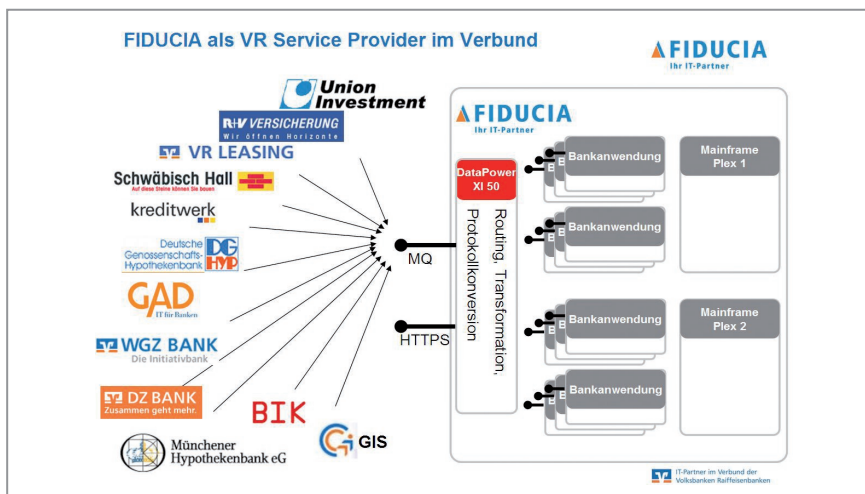 FIDUCIA als VR Service Provider im Verbund
FIDUCIA
Ihr IT-Partner
Union
Investment
R+V VERSICHERUNG
Wir öffnen Horizonte
VR LEASING
Schwäbisch Hall
Auf diese Steine können Sie bauen
kreditwerk
Deutsche
Genossenschafts-
Hypothekenbank
DG
HYP
GAD
IT für Banken
WGZ BANK
Die Initiativbank
DZ BANK
Zusammen geht mehr.
BIK
GIS
Münchener
Hypothekenbank eG
MQ
HTTPS
FIDUCIA
Ihr IT-Partner
DataPower
XI 50
Routing, Transformation,
Protokollkonversion
B B Bankanwendung
B B Bankanwendung
B B Bankanwendung
B B Bankanwendung
Mainframe
Plex 1
Mainframe
Plex 2
IT-Partner im Verbund der
Volksbanken Raiffeisenbanken